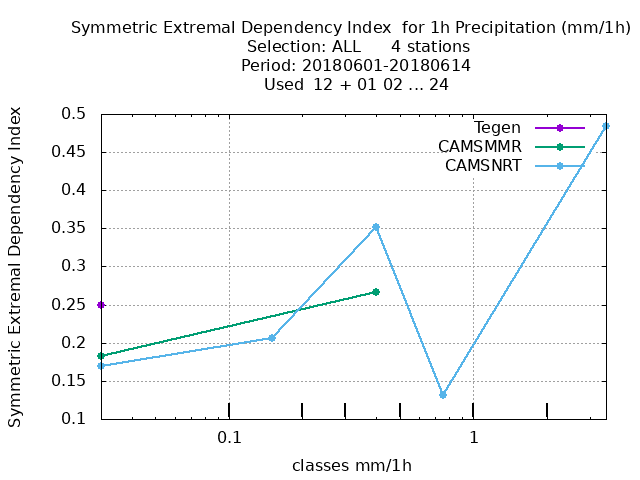 Symmetric Extremal Dependency Index  for 1h Precipitation (mm/1h)
Selection: ALL      4 stations
Period: 20180601-20180614
Used  12 + 01 02 ... 24
Symmetric Extremal Dependency Index
0.5
0.45
0.4
0.35
0.3
0.25
0.2
0.15
0.1
Tegen
CAMSMMR
CAMSNRT
0.1
1
classes mm/1h